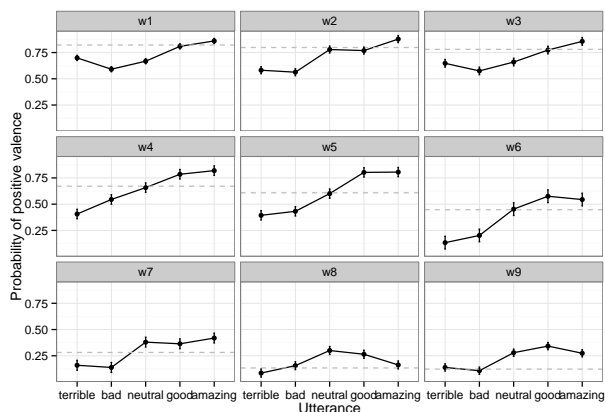 w1 w2 w3
0.75
0.50
0.25
w4 w5 w6
0.75
0.50
0.25
w7 w8 w9
0.75
0.50
0.25
terrible bad neutral good amazing terrible bad neutral good amazing terrible bad neutral good amazing
Utterance
Probability of positive valence